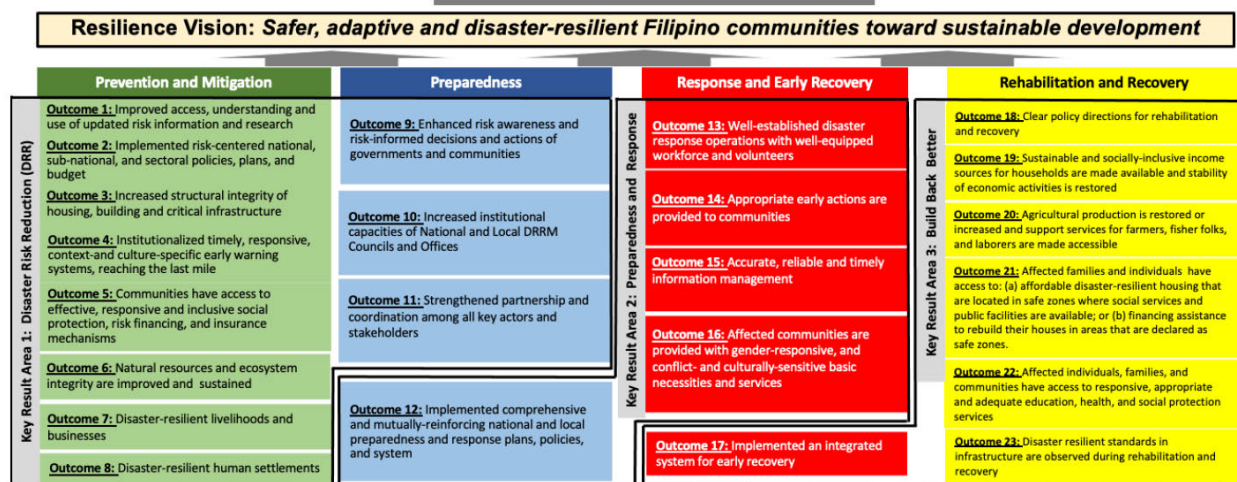 Resilience Vision: Safer, adaptive and disaster-resilient Filipino communities toward sustainable development
Key Result Area 1: Disaster Risk Reduction (DRR)
Prevention and Mitigation
Outcome 1: Improved access, understanding and
use of updated risk information and research
Outcome 2: Implemented risk-centered national,
sub-national, and sectoral policies, plans, and
budget
Outcome 3: Increased structural integrity of
housing, building and critical infrastructure
Outcome 4: Institutionalized timely, responsive,
context-and culture-specific early warning
systems, reaching the last mile
Outcome 5: Communities have access to
effective, responsive and inclusive social
protection, risk financing, and insurance
mechanisms
Outcome 6: Natural resources and ecosystem
integrity are improved and sustained
Outcome 7: Disaster-resilient livelihoods and
businesses
Outcome 8: Disaster-resilient human settlements
Preparedness
Outcome 9: Enhanced risk awareness and
risk-informed decisions and actions of
governments and communities
Outcome 10: Increased institutional
capacities of National and Local DRRM
Councils and Offices
Outcome 11: Strengthened partnership and
coordination among all key actors and
stakeholders
Outcome 12: Implemented comprehensive
and mutually-reinforcing national and local
preparedness and response plans, policies,
and system
Key Result Area 2: Preparedness and Response
Response and Early Recovery
Outcome 13: Well-established disaster
response operations with well-equipped
workforce and volunteers
Outcome 14: Appropriate early actions are
provided to communities
Outcome 15: Accurate, reliable and timely
information management
Outcome 16: Affected communities are
provided with gender-responsive, and
conflict- and culturally-sensitive basic
necessities and services
Outcome 17: Implemented an integrated
system for early recovery
Key Result Area 3: Build Back Better
Rehabilitation and Recovery
Outcome 18: Clear policy directions for rehabilitation
and recovery
Outcome 19: Sustainable and socially-inclusive income
sources for households are made available and stability
of economic activities is restored
Outcome 20: Agricultural production is restored or
increased and support services for farmers, fisher folks,
and laborers are made accessible
Outcome 21: Affected families and individuals have
access to: (a) affordable disaster-resilient housing that
are located in safe zones where social services and
public facilities are available; or (b) financing assistance
to rebuild their houses in areas that are declared as
safe zones.
Outcome 22: Affected individuals, families, and
communities have access to responsive, appropriate
and adequate education, health, and social protection
services
Outcome 23: Disaster resilient standards in
infrastructure are observed during rehabilitation and
recovery